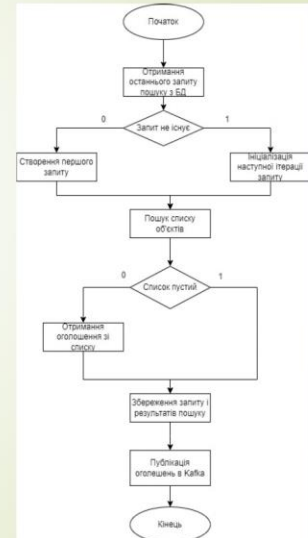 Початок
Отримання
останнього запиту
пошуку з БД
0
Запит не існує
1
Створення першого
запиту
Ініціалізація
наступної ітерації
запиту
Пошук списку
об'єктів
0
Список пустий
1
Отримання
оголошення зі
списку
Збереження запиту і
результатів пошуку
Публікація
оголешень в Kafka
Кінець